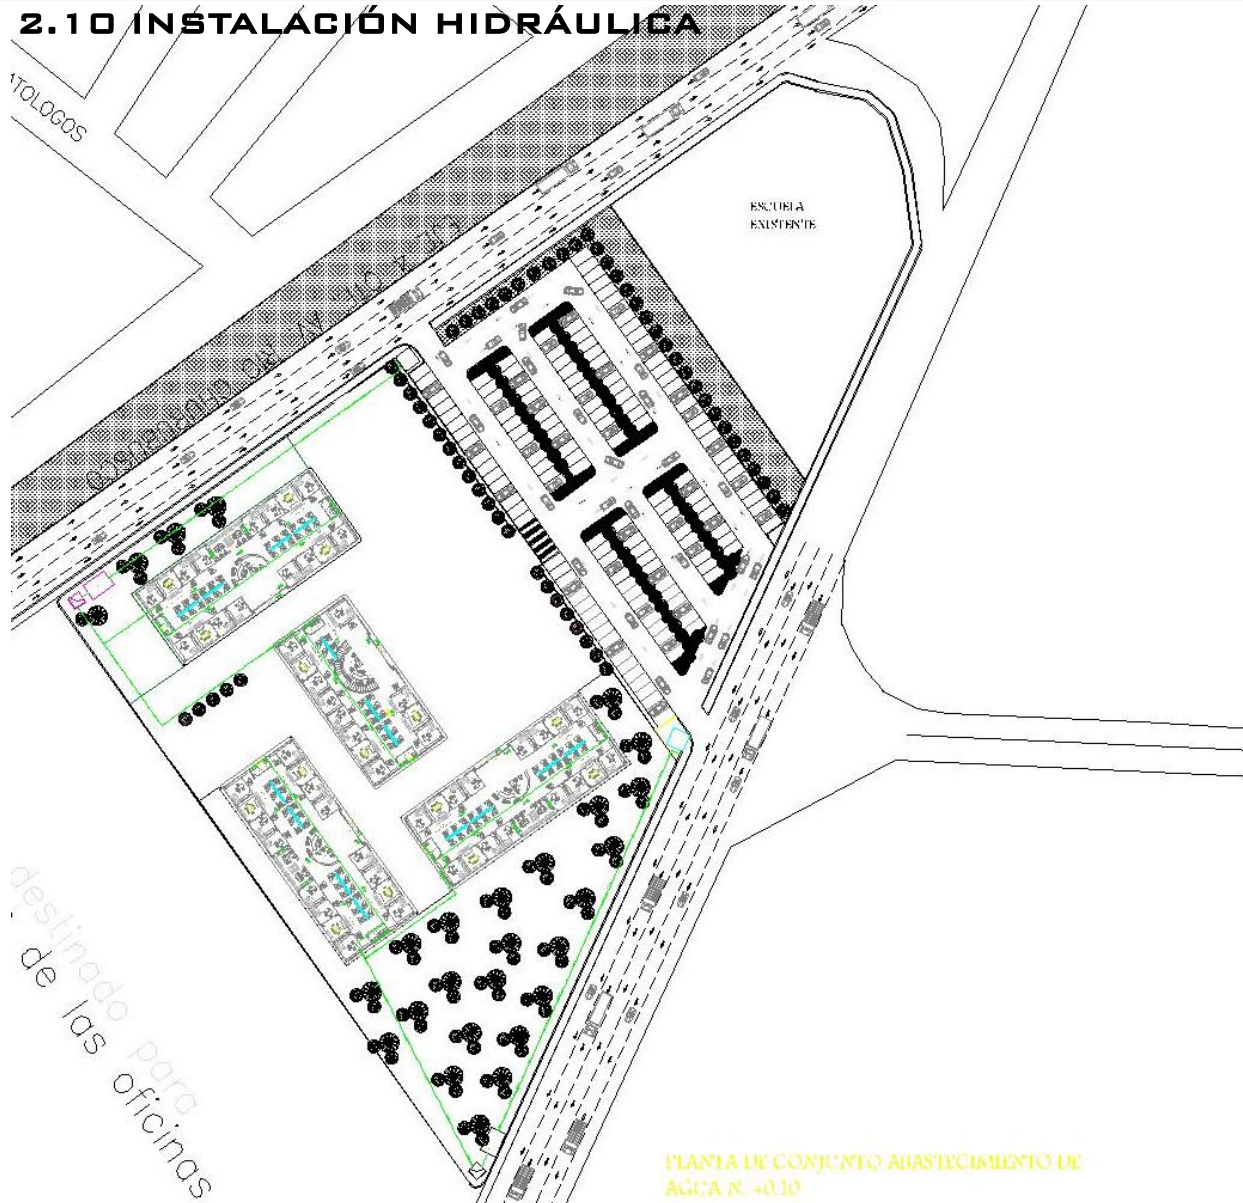 2.10 INSTALACIÓN HIDRÁULICA
ATOLOGOS
ESCUELA
EXISTENTE
destinado para
de las oficinas
PLANTA DE CONJUNTO ABASTECIMIENTO DE
AGUA N. +0.10